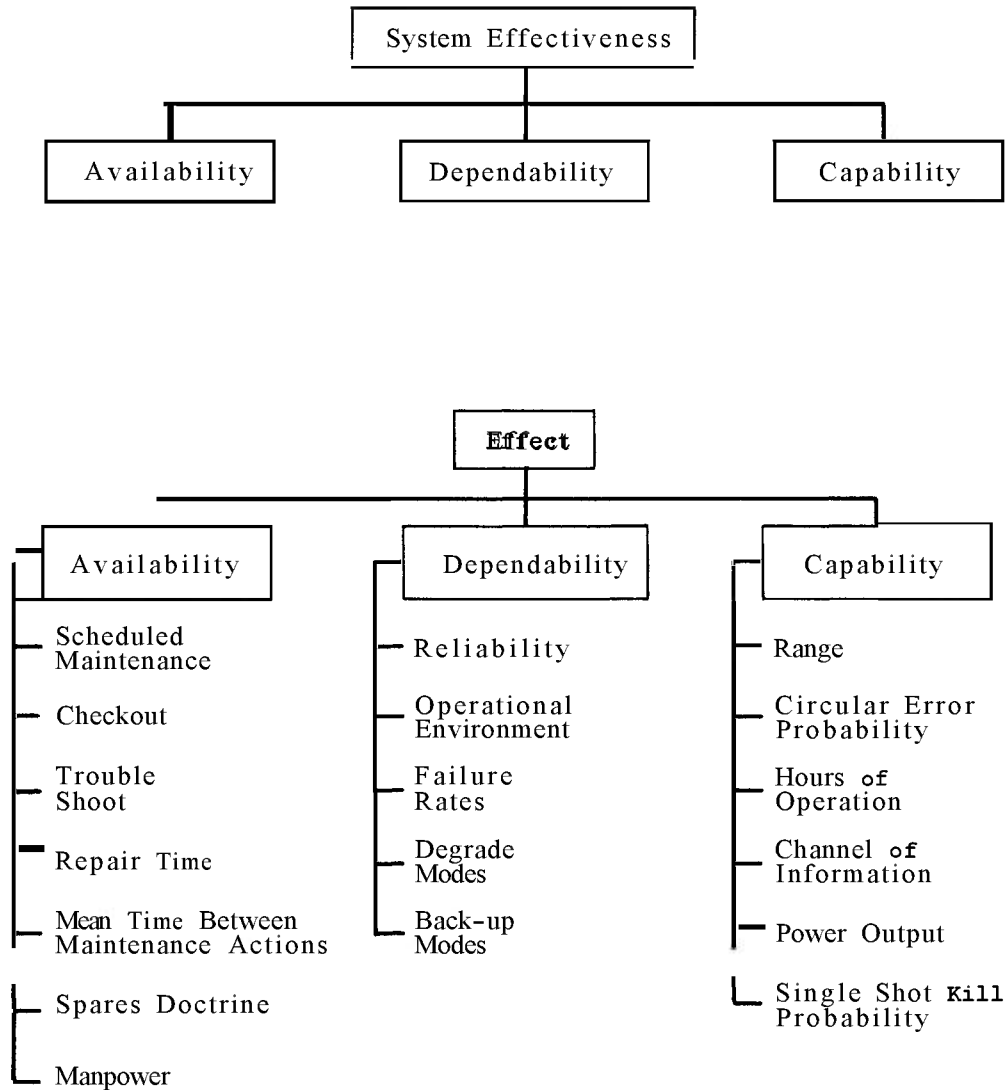 System Effectiveness
Availability
Dependability
Capability
Effect
Availability
Scheduled
Maintenance
Checkout
Trouble
Shoot
Repair Time
Mean Time Between
Maintenance Actions
Spares Doctrine
Manpower
Dependability
Reliability
Operational
Environment
Failure
Rates
Degrade
Modes
Back-up
Modes
Capability
Range
Circular Error
Probability
Hours of
Operation
Channel of
Information
Power Output
Single Shot Kill
Probability